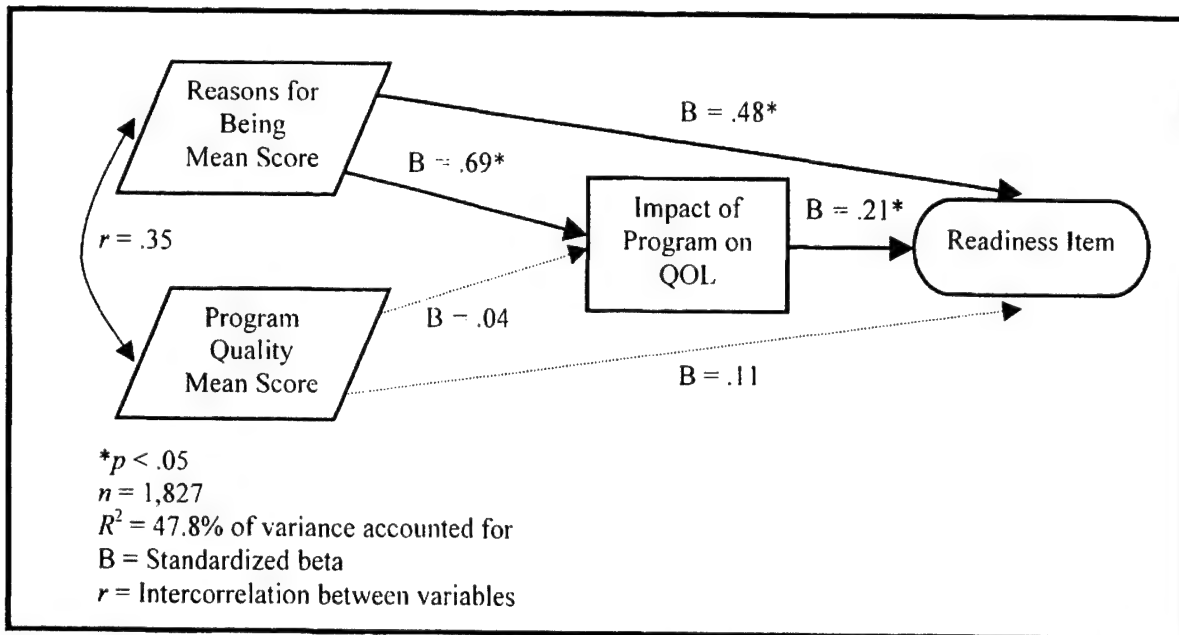 Reasons for
Being
Mean Score
B = .48*
B = .69*
Impact of
Program on
QOL
B = .21*
Readiness Item
r = .35
Program
Quality
Mean Score
B = .04
B = .11
*p < .05
n = 1,827
R² = 47.8% of variance accounted for
B = Standardized beta
r = Intercorrelation between variables